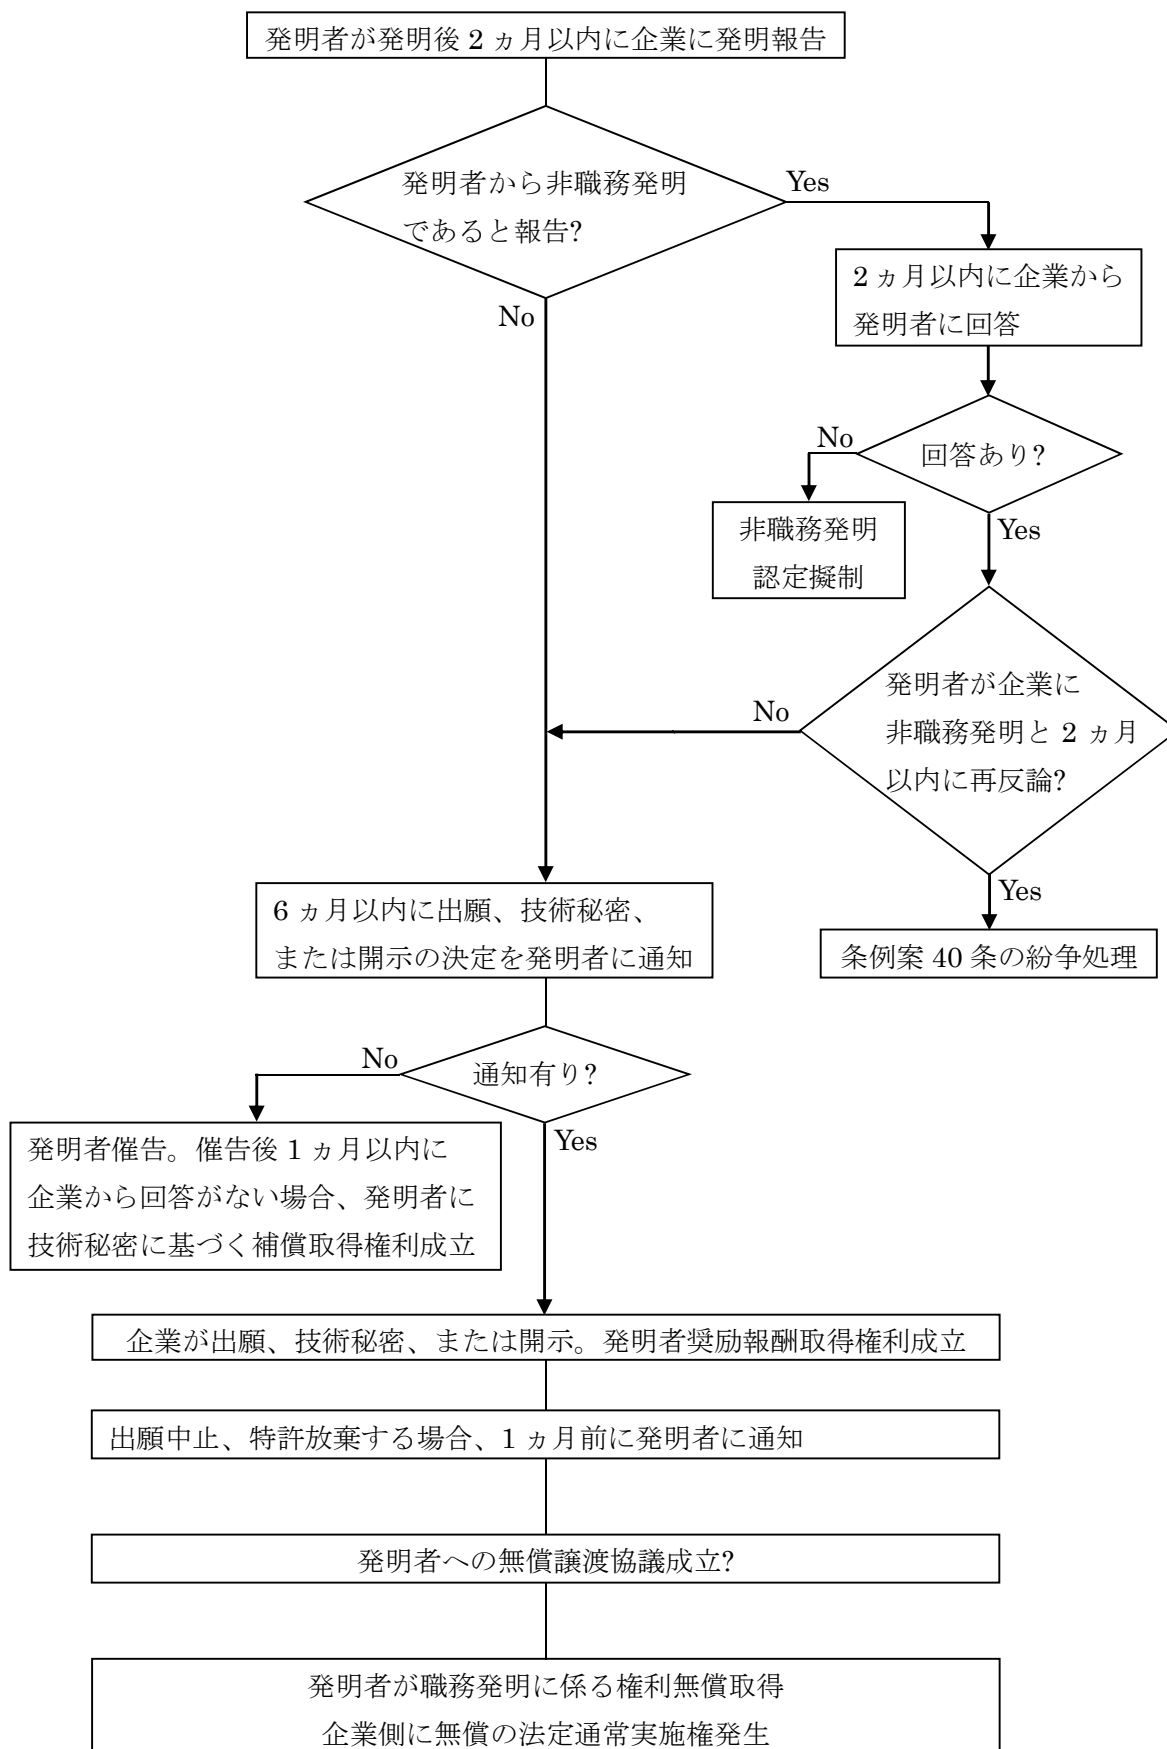 発明者が発明後 2 ヵ月以内に企業に発明報告
発明者から非職務発明
であると報告?
Yes
No
2 ヵ月以内に企業から
発明者に回答
回答あり?
No
Yes
非職務発明
認定擬制
発明者が企業に
非職務発明と 2 ヵ月
以内に再反論?
No
Yes
条例案 40 条の紛争処理
6 ヵ月以内に出願、技術秘密、
または開示の決定を発明者に通知
通知有り?
No
Yes
発明者催告。催告後 1 ヵ月以内に
企業から回答がない場合、発明者に
技術秘密に基づく補償取得権利成立
企業が出願、技術秘密、または開示。発明者奨励報酬取得権利成立
出願中止、特許放棄する場合、1 ヵ月前に発明者に通知
発明者への無償譲渡協議成立?
発明者が職務発明に係る権利無償取得
企業側に無償の法定通常実施権発生